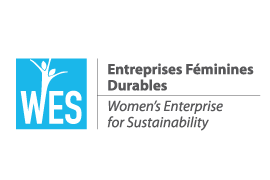 WES
Entreprises Féminines
Durables
Women's Enterprise
for Sustainability